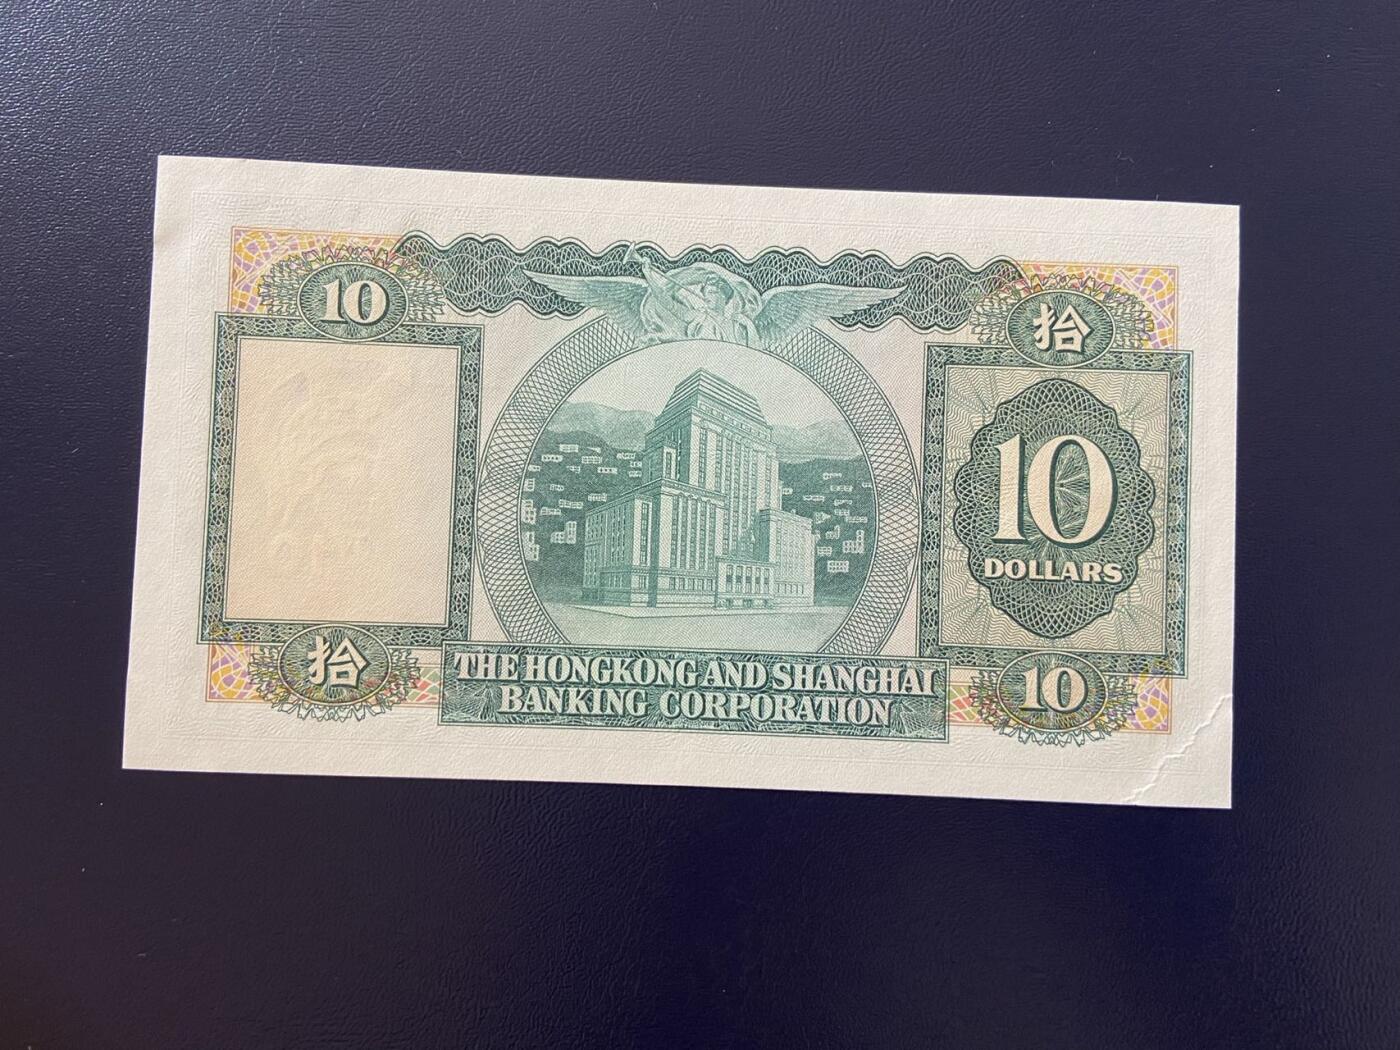 10
拾
10
DOLLARS
拾
10
THE HONGKONG AND SHANGHAI
BANKING CORPORATION